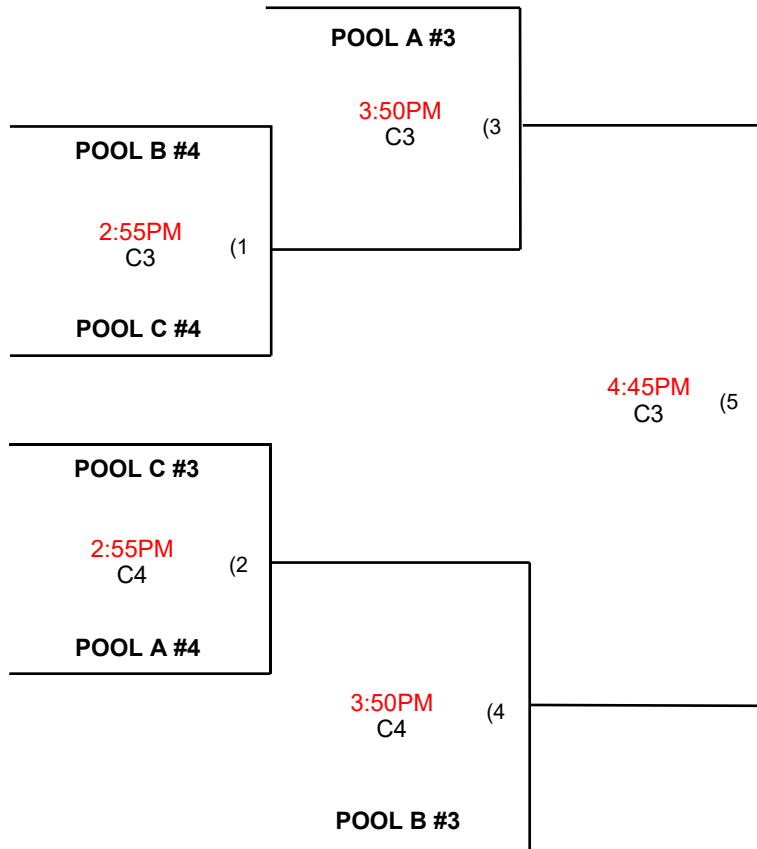 POOL A #3
3:50PM
C3
(3
POOL B #4
2:55PM
C3
(1
POOL C #4
4:45PM
C3
(5
POOL C #3
2:55PM
C4
(2
POOL A #4
3:50PM
C4
(4
POOL B #3